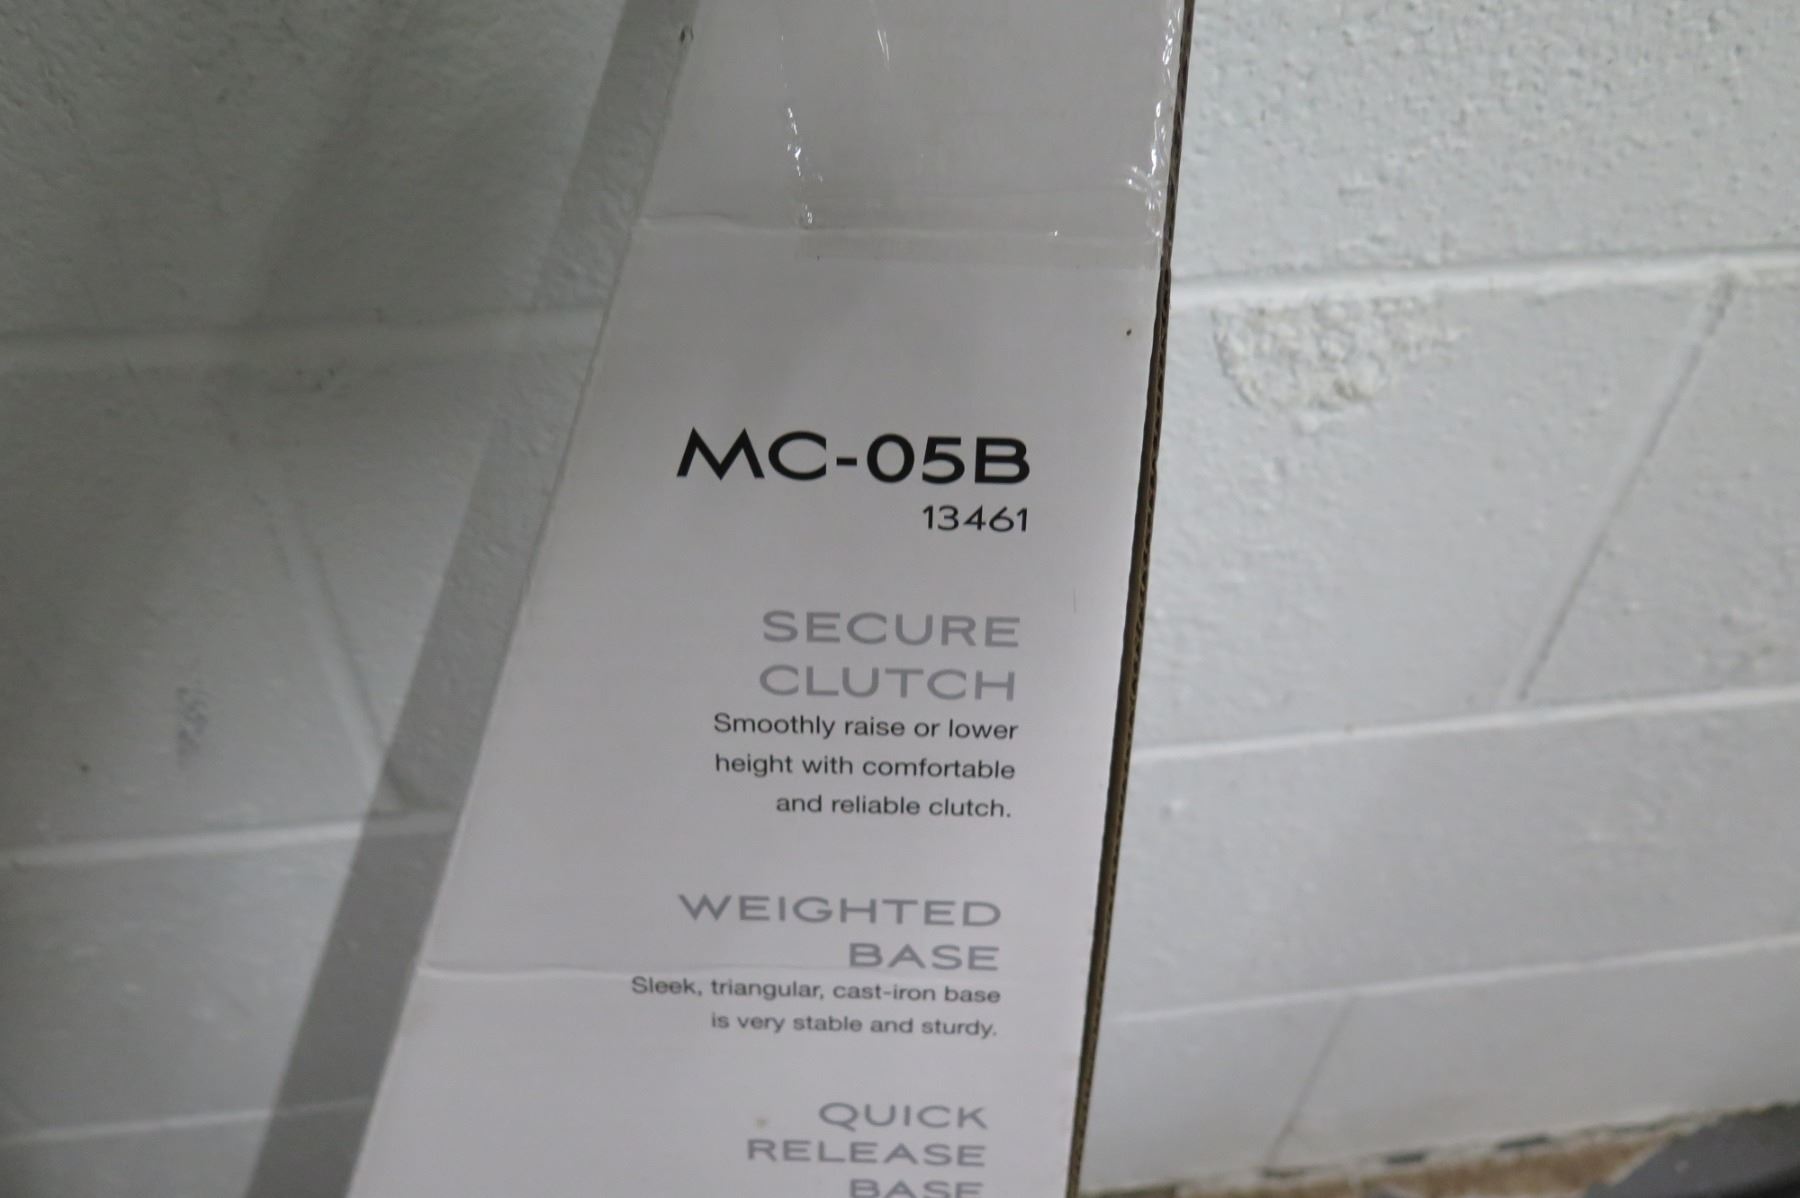 MC-05B
13461
SECURE
CLUTCH
Smoothly raise or lower
height with comfortable
and reliable clutch.
WEIGHTED
BASE
Sleek, triangular, cast-iron base
is very stable and sturdy.
QUICK
RELEASE
BASE